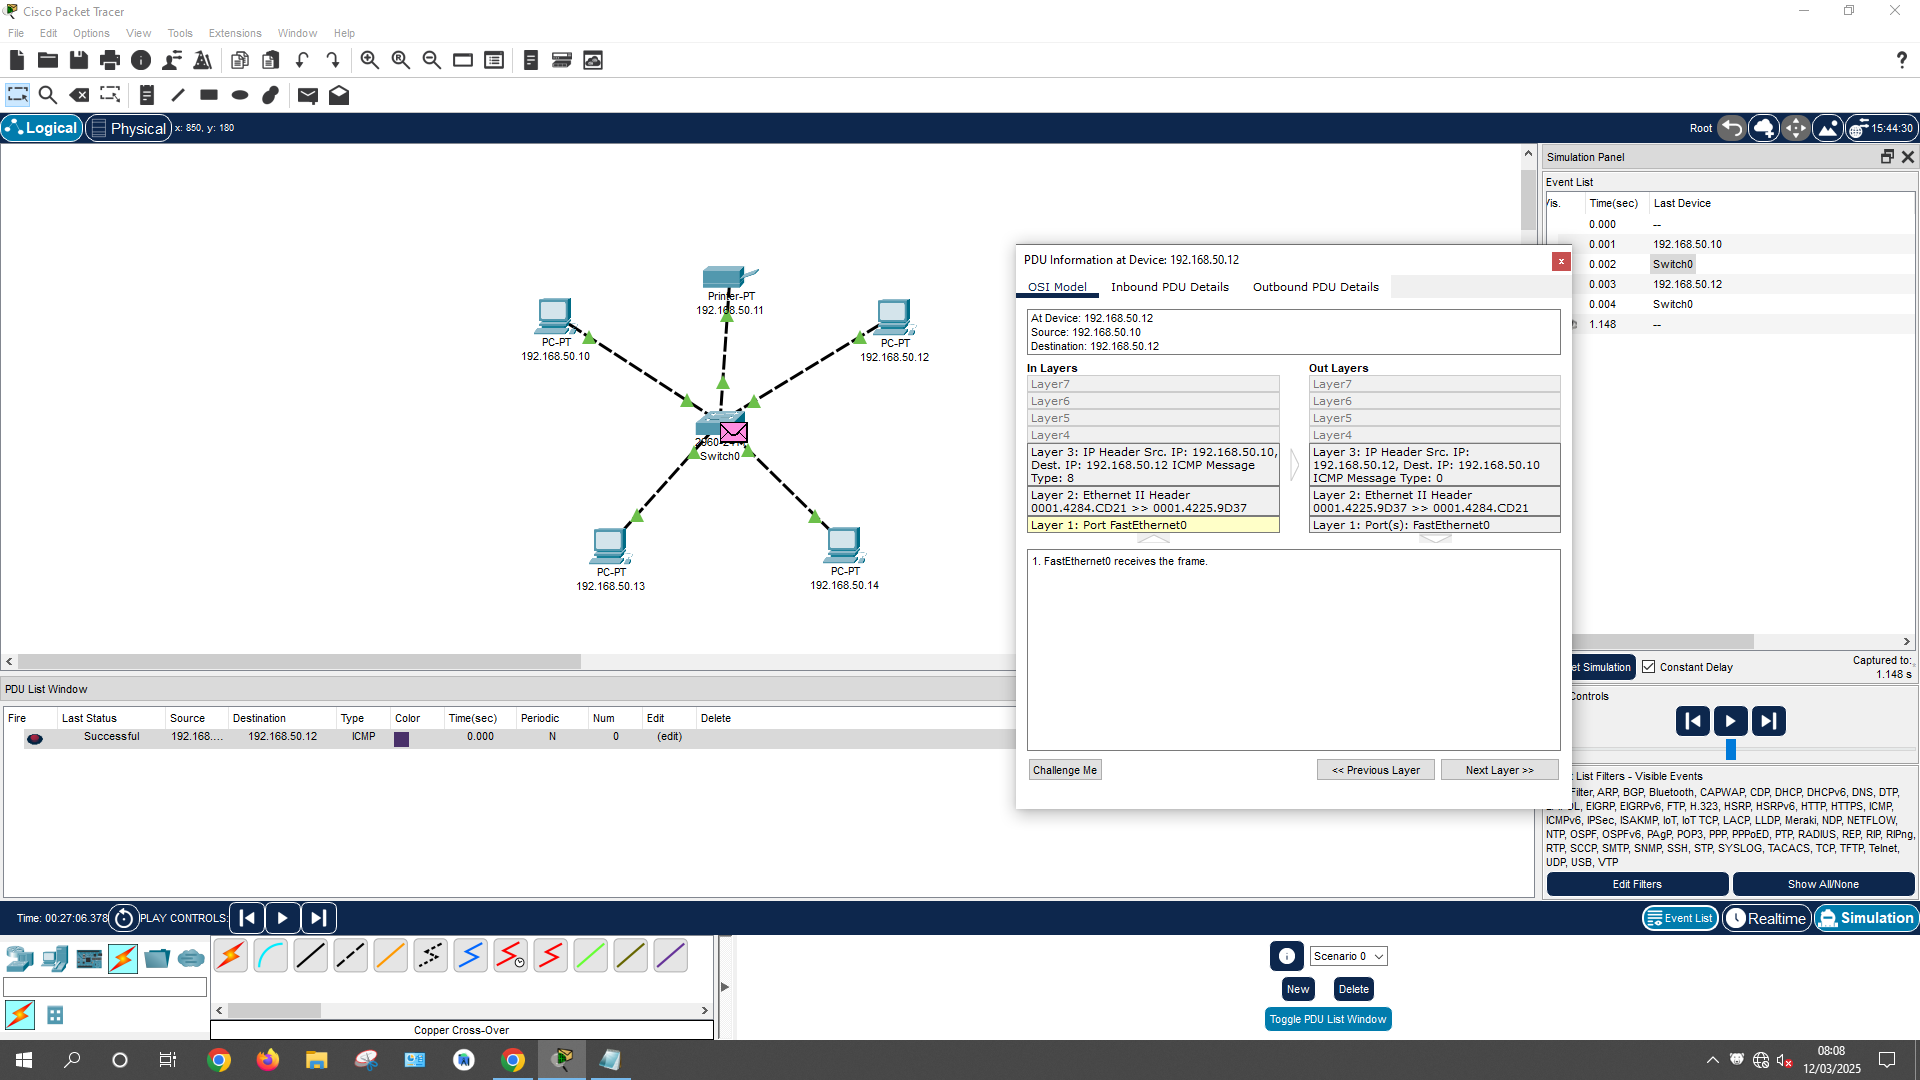 Cisco Packet Tracer
File Edit Options View Tools Extensions Window Help
Logical Physical x: 850, y: 180 Root 15:44:30
Printer-PT
192.168.50.11
PC-PT
192.168.50.10
PC-PT
192.168.50.12
Switch0
PC-PT
192.168.50.13
PC-PT
192.168.50.14
Simulation Panel
Event List
Vis. Time(sec) Last Device
0.000 --
0.001 192.168.50.10
0.002 Switch0
0.003 192.168.50.12
0.004 Switch0
1.148 --
PDU Information at Device: 192.168.50.12
OSI Model Inbound PDU Details Outbound PDU Details
At Device: 192.168.50.12
Source: 192.168.50.10
Destination: 192.168.50.12
In Layers
Layer7
Layer6
Layer5
Layer4
Layer 3: IP Header Src. IP: 192.168.50.10,
Dest. IP: 192.168.50.12 ICMP Message
Type: 8
Layer 2: Ethernet II Header
0001.4284.CD21 >> 0001.4225.9D37
Layer 1: Port FastEthernet0
Out Layers
Layer7
Layer6
Layer5
Layer4
Layer 3: IP Header Src. IP:
192.168.50.12, Dest. IP: 192.168.50.10
ICMP Message Type: 0
Layer 2: Ethernet II Header
0001.4225.9D37 >> 0001.4284.CD21
Layer 1: Port(s): FastEthernet0
1. FastEthernet0 receives the frame.
Challenge Me << Previous Layer Next Layer >>
et Simulation Constant Delay Captured to:
1.148 s
Controls
List Filters - Visible Events
Filter, ARP, BGP, Bluetooth, CAPWAP, CDP, DHCP, DHCPv6, DNS, DTP,
EIGRP, EIGRPv6, FTP, H.323, HSRP, HSRPv6, HTTP, HTTPS, ICMP,
ICMPv6, IPSec, ISAKMP, IoT, IoT TCP, LACP, LLDP, Meraki, NDP, NETFLOW,
NTP, OSPF, OSPFv6, PAgP, POP3, PPP, PPPoED, PTP, RADIUS, REP, RIP, RIPng,
RTP, SCCP, SMTP, SNMP, SSH, STP, SYSLOG, TACACS, TCP, TFTP, Telnet,
UDP, USB, VTP
Edit Filters Show All/None
PDU List Window
Fire Last Status Source Destination Type Color Time(sec) Periodic Num Edit Delete
Successful 192.168.... 192.168.50.12 ICMP 0.000 N 0 (edit)
Time: 00:27:06.378 PLAY CONTROLS: Event List Realtime Simulation
Scenario 0
New Delete
Toggle PDU List Window
Copper Cross-Over
08:08
12/03/2025